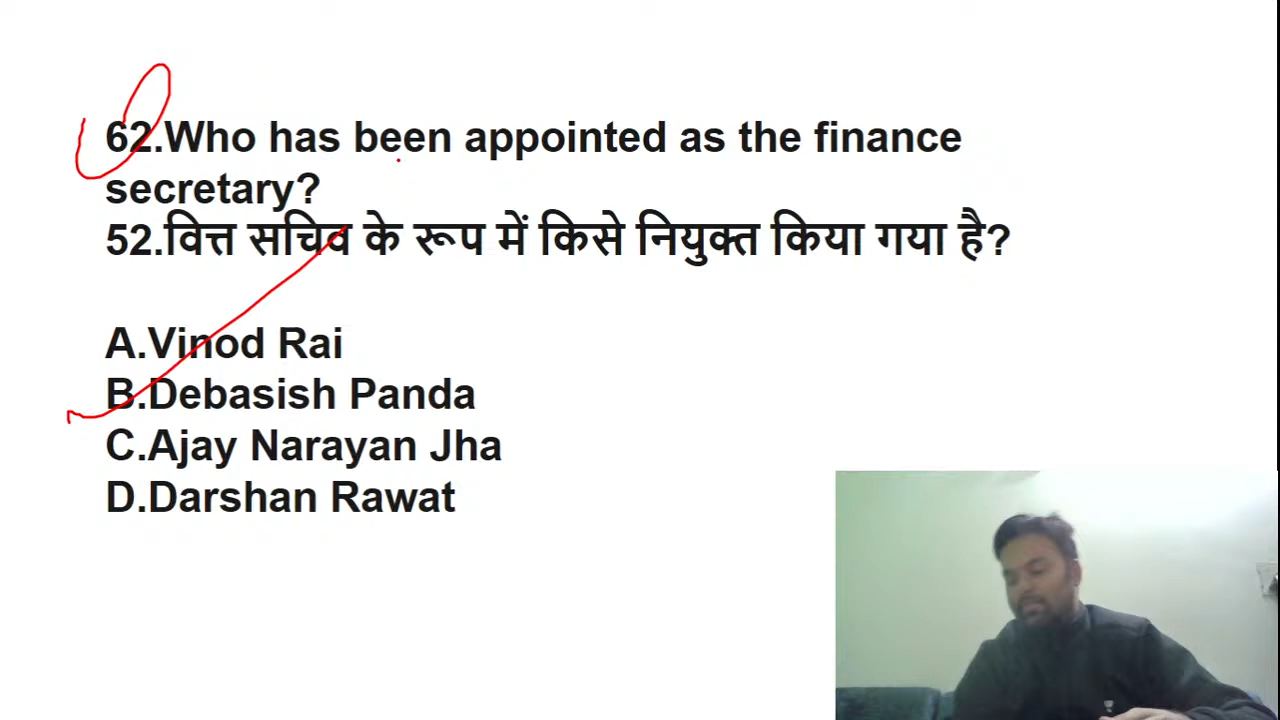 62.Who has been appointed as the finance
secretary?
52.वित्त सचिव के रूप में किसे नियुक्त किया गया है?
A.Vinod Rai
B.Debasish Panda
C.Ajay Narayan Jha
D.Darshan Rawat